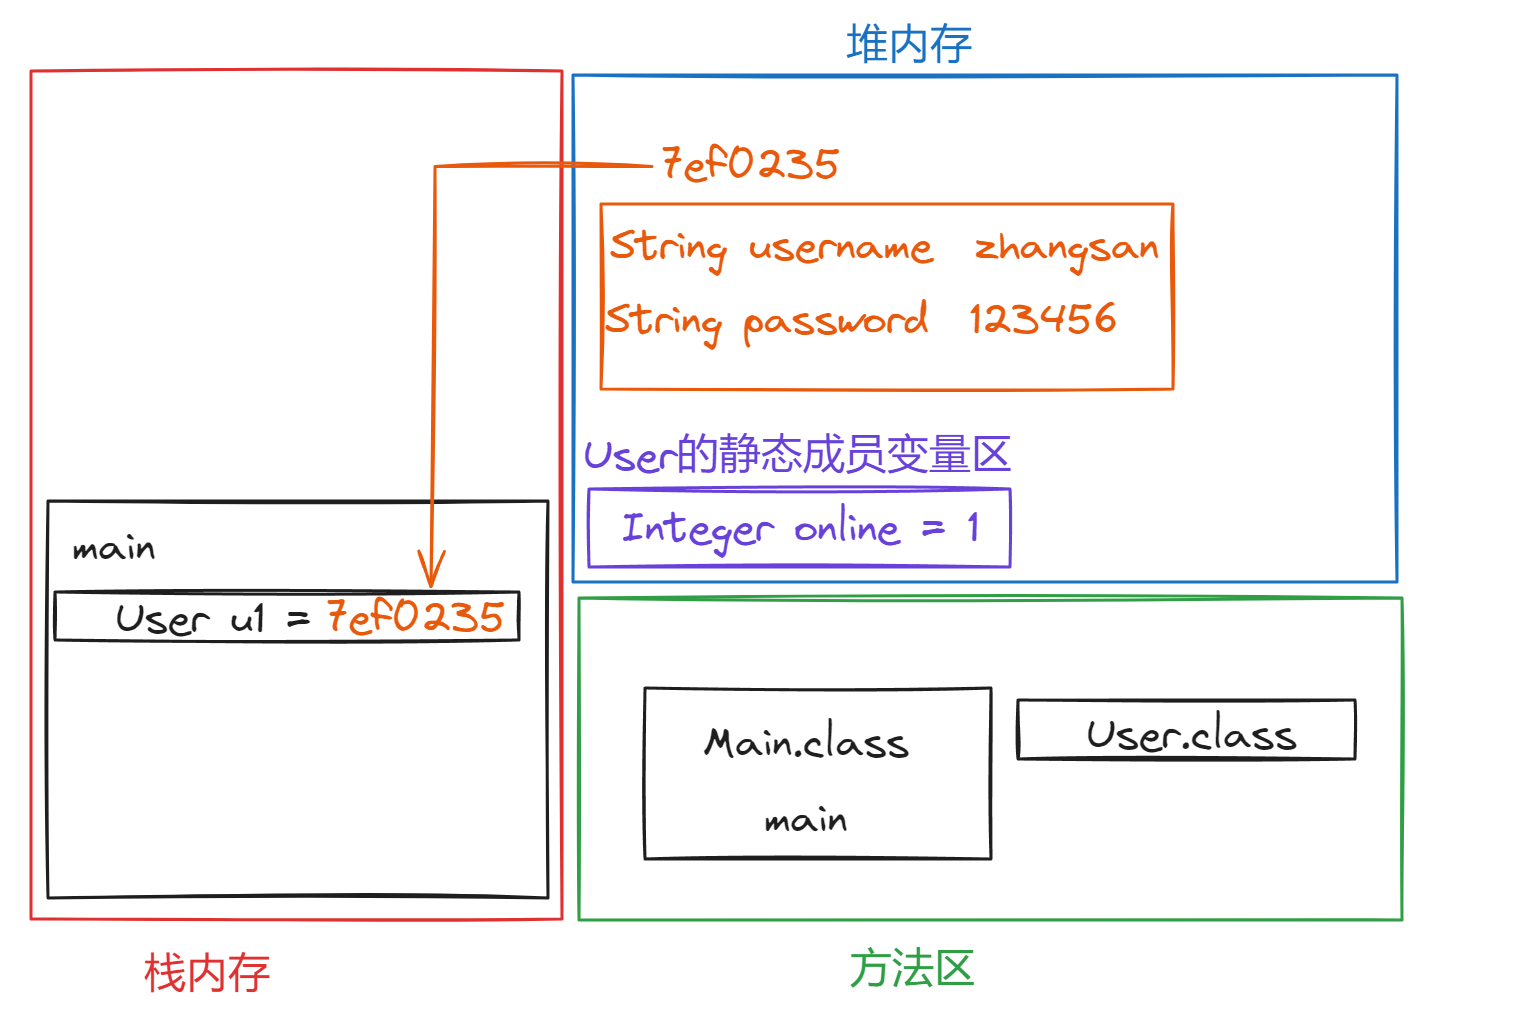 堆内存
7ef0235
String username zhangsan
String password 123456
User的静态成员变量区
Integer online = 1
main
User u1 = 7ef0235
Main.class
main
User.class
栈内存
方法区